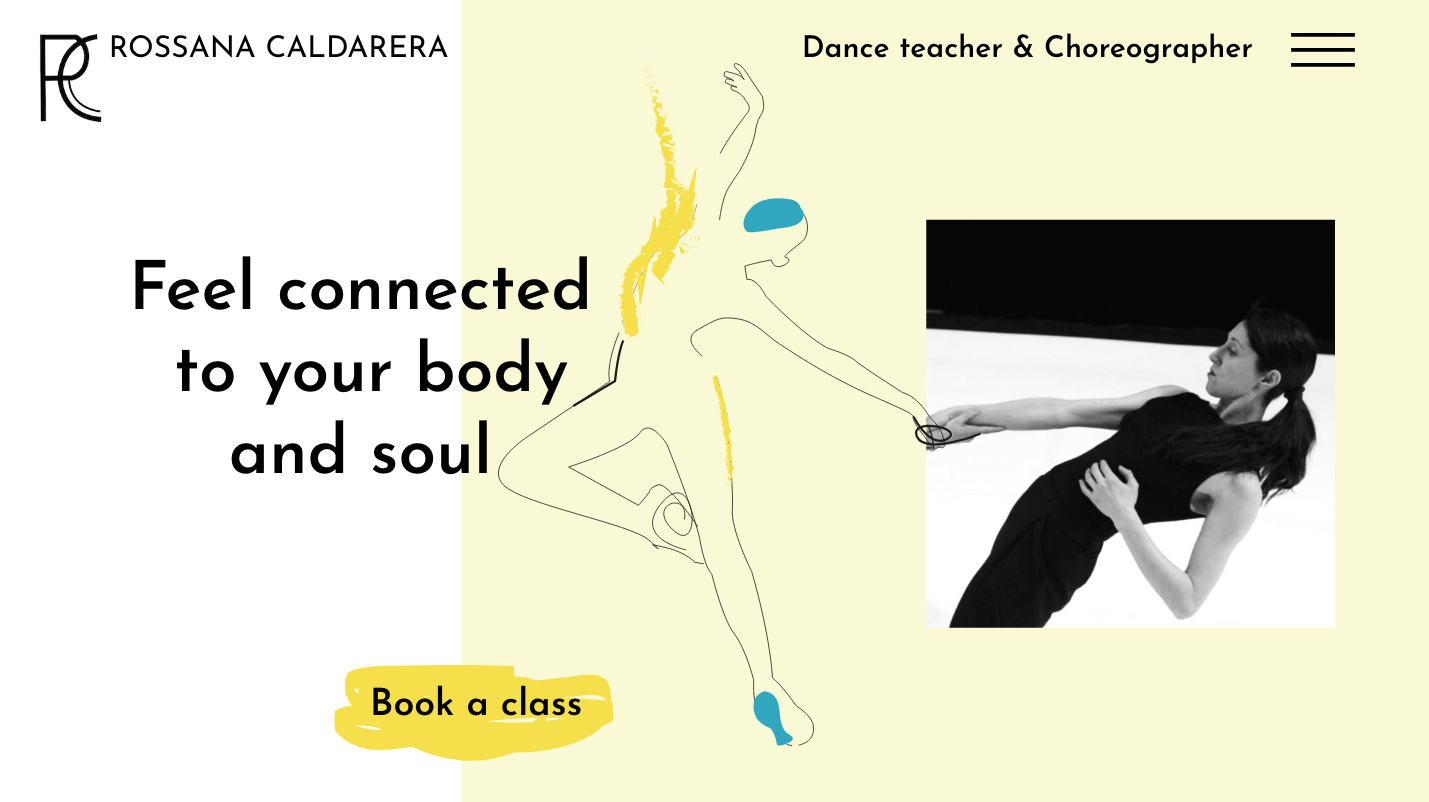 RC
ROSSANA CALDARERA
Dance teacher & Choreographer
Feel connected
to your body
and soul
Book a class